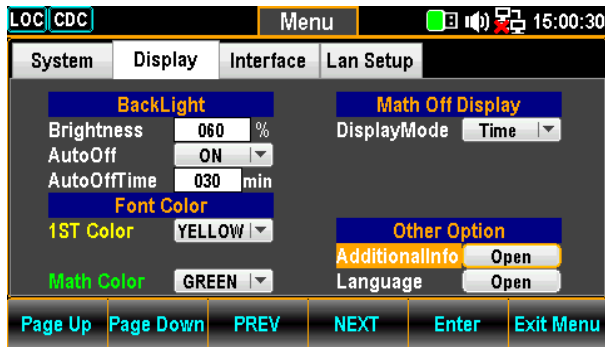 LOC CDC Menu 15:00:30
System Display Interface Lan Setup
BackLight
Brightness 060 %
AutoOff ON
AutoOffTime 030 min
Font Color
1ST Color YELLOW
Math Color GREEN
Math Off Display
DisplayMode Time
Other Option
AdditionalInfo Open
Language Open
Page Up Page Down PREV NEXT Enter Exit Menu